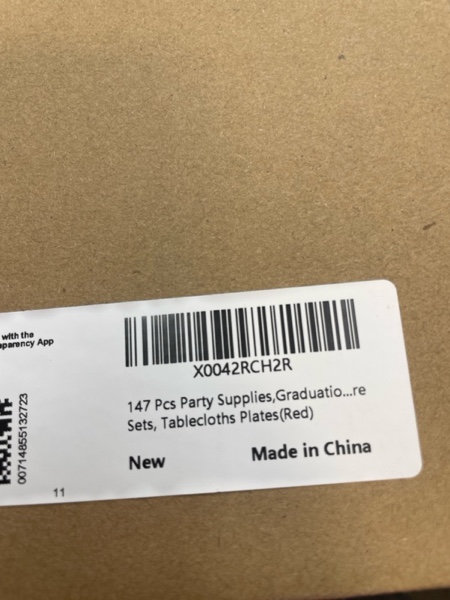 with the
parency App
00714855132723
11
X0042RCH2R
147 Pcs Party Supplies,Graduatio...re
Sets, Tablecloths Plates(Red)
New
Made in China